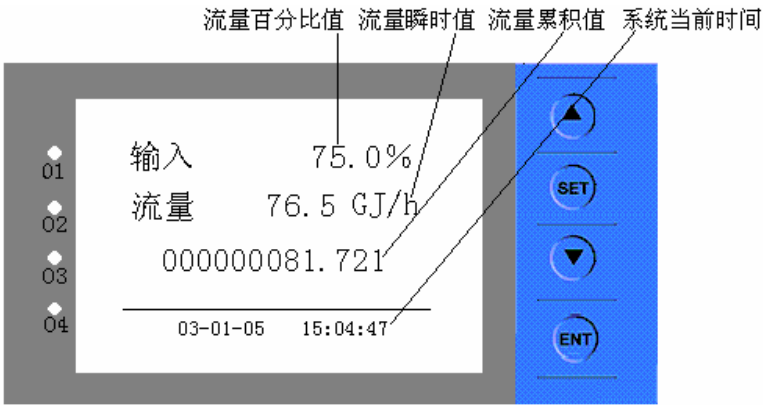 流量百分比值 流量瞬时值 流量累积值 系统当前时间
输入 75.0%
01
SET
流量 76.5 GJ/h
02
000000081.721
03
04
03-01-05 15:04:47
ENT